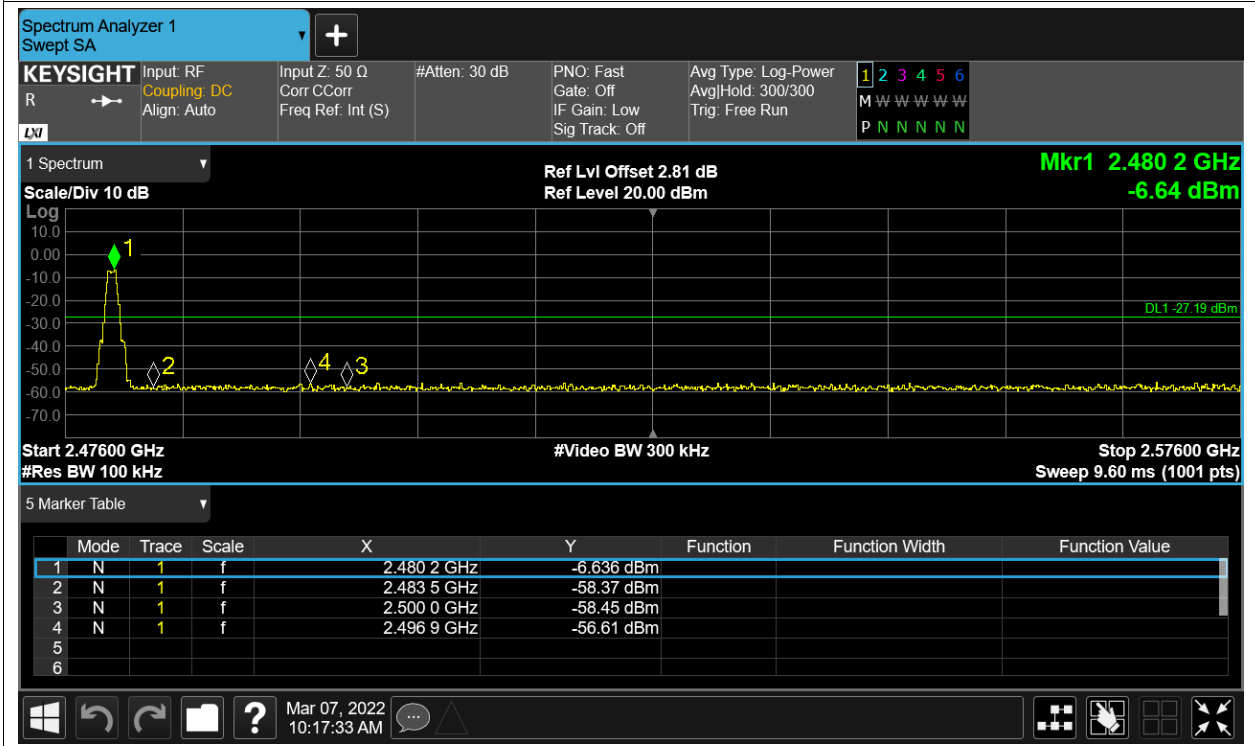 Spectrum Analyzer 1
Swept SA
KEYSIGHT
R
LXI
Input: RF
Coupling: DC
Align: Auto
Input Z: 50 Ω
Corr CCorr
Freq Ref: Int (S)
#Atten: 30 dB
PNO: Fast
Gate: Off
IF Gain: Low
Sig Track: Off
Avg Type: Log-Power
Avg|Hold: 300/300
Trig: Free Run
1 2 3 4 5 6
M W W W W W
P N N N N N
1 Spectrum
Scale/Div 10 dB
Ref Lvl Offset 2.81 dB
Ref Level 20.00 dBm
Mkr1 2.480 2 GHz
-6.64 dBm
Log
10.0
0.00
-10.0
-20.0
-30.0
-40.0
-50.0
-60.0
-70.0
1
2
4
3
DL1 -27.19 dBm
Start 2.47600 GHz
#Video BW 300 kHz
Stop 2.57600 GHz
#Res BW 100 kHz
Sweep 9.60 ms (1001 pts)
5 Marker Table
Mode Trace Scale X Y Function Function Width Function Value
1 N 1 f 2.480 2 GHz -6.636 dBm
2 N 1 f 2.483 5 GHz -58.37 dBm
3 N 1 f 2.500 0 GHz -58.45 dBm
4 N 1 f 2.496 9 GHz -56.61 dBm
5
6
?
Mar 07, 2022
10:17:33 AM